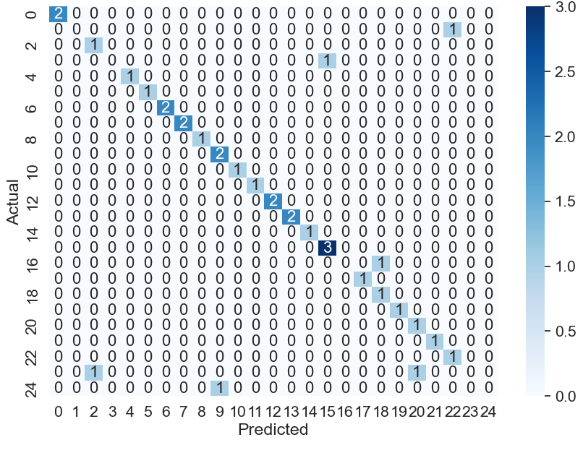 0 2 0 0 0 0 0 0 0 0 0 0 0 0 0 0 0 0 0 0 0 0 0 0 0 0
0 0 0 0 0 0 0 0 0 0 0 0 0 0 0 0 0 0 0 0 0 0 1 0 0
2 0 0 1 0 0 0 0 0 0 0 0 0 0 0 0 0 0 0 0 0 0 0 0 0 0
0 0 0 0 0 0 0 0 0 0 0 0 0 0 0 1 0 0 0 0 0 0 0 0 0
4 0 0 0 0 1 0 0 0 0 0 0 0 0 0 0 0 0 0 0 0 0 0 0 0 0
0 0 0 0 0 1 0 0 0 0 0 0 0 0 0 0 0 0 0 0 0 0 0 0 0
6 0 0 0 0 0 0 2 0 0 0 0 0 0 0 0 0 0 0 0 0 0 0 0 0 0
0 0 0 0 0 0 0 2 0 0 0 0 0 0 0 0 0 0 0 0 0 0 0 0 0
8 0 0 0 0 0 0 0 0 1 0 0 0 0 0 0 0 0 0 0 0 0 0 0 0 0
0 0 0 0 0 0 0 0 0 2 0 0 0 0 0 0 0 0 0 0 0 0 0 0 0
10 0 0 0 0 0 0 0 0 0 0 1 0 0 0 0 0 0 0 0 0 0 0 0 0 0
0 0 0 0 0 0 0 0 0 0 0 1 0 0 0 0 0 0 0 0 0 0 0 0 0
12 0 0 0 0 0 0 0 0 0 0 0 0 2 0 0 0 0 0 0 0 0 0 0 0 0
0 0 0 0 0 0 0 0 0 0 0 0 0 2 0 0 0 0 0 0 0 0 0 0 0
14 0 0 0 0 0 0 0 0 0 0 0 0 0 0 1 0 0 0 0 0 0 0 0 0 0
0 0 0 0 0 0 0 0 0 0 0 0 0 0 0 3 0 0 0 0 0 0 0 0 0
16 0 0 0 0 0 0 0 0 0 0 0 0 0 0 0 0 0 0 1 0 0 0 0 0 0
0 0 0 0 0 0 0 0 0 0 0 0 0 0 0 0 0 1 0 0 0 0 0 0 0
18 0 0 0 0 0 0 0 0 0 0 0 0 0 0 0 0 0 0 1 0 0 0 0 0 0
0 0 0 0 0 0 0 0 0 0 0 0 0 0 0 0 0 0 0 1 0 0 0 0 0
20 0 0 0 0 0 0 0 0 0 0 0 0 0 0 0 0 0 0 0 0 1 0 0 0 0
0 0 0 0 0 0 0 0 0 0 0 0 0 0 0 0 0 0 0 0 0 1 0 0 0
22 0 0 0 0 0 0 0 0 0 0 0 0 0 0 0 0 0 0 0 0 0 0 1 0 0
0 0 1 0 0 0 0 0 0 0 0 0 0 0 0 0 0 0 0 0 1 0 0 0 0
24 0 0 0 0 0 0 0 0 0 1 0 0 0 0 0 0 0 0 0 0 0 0 0 0 0
0 1 2 3 4 5 6 7 8 9 10 11 12 13 14 15 16 17 18 19 20 21 22 23 24
Predicted
Actual
3.0
2.5
2.0
1.5
1.0
0.5
0.0